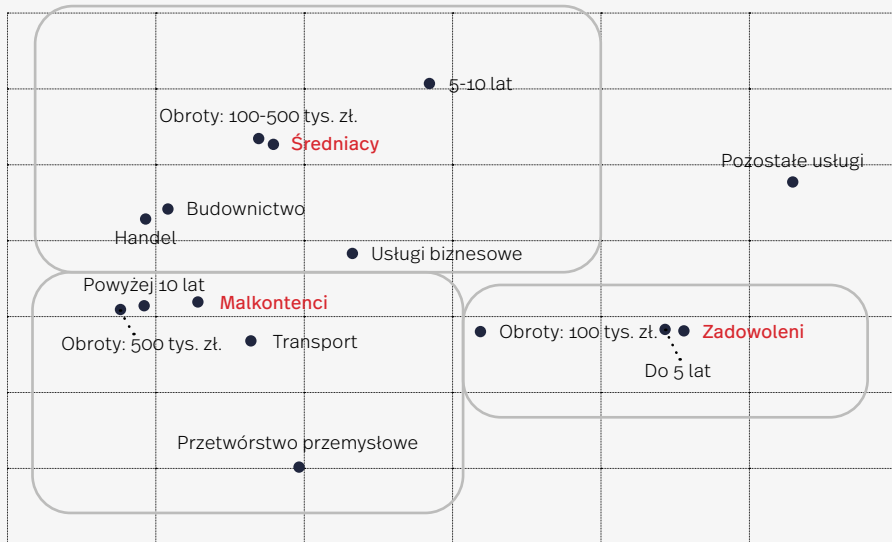 5-10 lat
Obroty: 100-500 tys. zł.
Średniacy
Pozostałe usługi
Budownictwo
Handel
Usługi biznesowe
Powyżej 10 lat
Malkontenci
Obroty: 500 tys. zł.
Transport
Obroty: 100 tys. zł.
Zadowoleni
Do 5 lat
Przetwórstwo przemysłowe